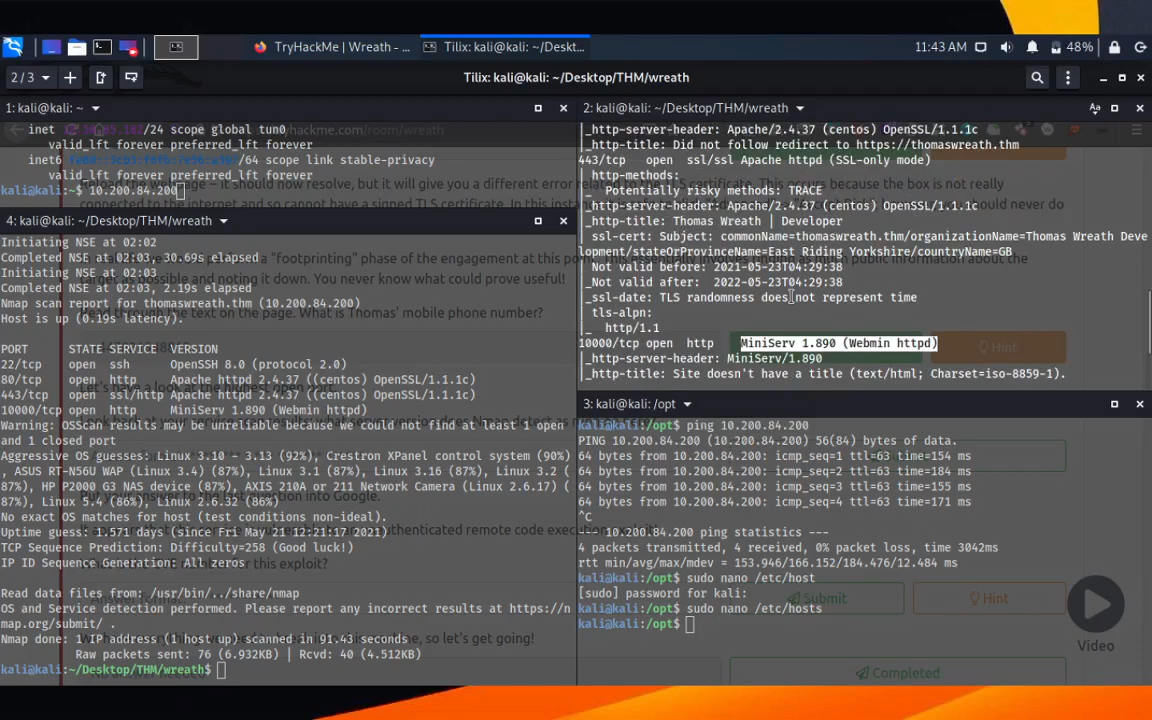 TryHackMe | Wreath - ...
Tilix: kali@kali: ~/Deskt...
11:43 AM
48%
2/3
Tilix: kali@kali: ~/Desktop/THM/wreath
1: kali@kali: ~
inet /24 scope global tun0
valid_lft forever preferred_lft forever
inet6 /64 scope link stable-privacy
valid_lft forever preferred_lft forever
kali@kali:~$ 10.200.84.200
4: kali@kali: ~/Desktop/THM/wreath
Initiating NSE at 02:02
Completed NSE at 02:03, 30.69s elapsed
Initiating NSE at 02:03
Completed NSE at 02:03, 2.19s elapsed
Nmap scan report for thomaswreath.thm (10.200.84.200)
Host is up (0.19s latency).
PORT STATE SERVICE VERSION
22/tcp open ssh OpenSSH 8.0 (protocol 2.0)
80/tcp open http Apache httpd 2.4.37 ((centos) OpenSSL/1.1.1c)
443/tcp open ssl/http Apache httpd 2.4.37 ((centos) OpenSSL/1.1.1c)
10000/tcp open http MiniServ 1.890 (Webmin httpd)
Warning: OSScan results may be unreliable because we could not find at least 1 open
and 1 closed port
Aggressive OS guesses: Linux 3.10 - 3.13 (92%), Crestron XPanel control system (90%)
, ASUS RT-N56U WAP (Linux 3.4) (87%), Linux 3.1 (87%), Linux 3.16 (87%), Linux 3.2 (
87%), HP P2000 G3 NAS device (87%), AXIS 210A or 211 Network Camera (Linux 2.6.17) (
87%), Linux 5.4 (86%), Linux 2.6.32 (86%)
No exact OS matches for host (test conditions non-ideal).
Uptime guess: 1.571 days (since Fri May 21 12:21:17 2021)
TCP Sequence Prediction: Difficulty=258 (Good luck!)
IP ID Sequence Generation: All zeros
Read data files from: /usr/bin/../share/nmap
OS and Service detection performed. Please report any incorrect results at https://n
map.org/submit/ .
Nmap done: 1 IP address (1 host up) scanned in 91.43 seconds
Raw packets sent: 76 (6.932KB) | Rcvd: 40 (4.512KB)
kali@kali:~/Desktop/THM/wreath$
2: kali@kali: ~/Desktop/THM/wreath
|_http-server-header: Apache/2.4.37 (centos) OpenSSL/1.1.1c
|_http-title: Did not follow redirect to https://thomaswreath.thm
443/tcp open ssl/ssl Apache httpd (SSL-only mode)
| http-methods:
|_ Potentially risky methods: TRACE
|_http-server-header: Apache/2.4.37 (centos) OpenSSL/1.1.1c
|_http-title: Thomas Wreath | Developer
| ssl-cert: Subject: commonName=thomaswreath.thm/organizationName=Thomas Wreath Deve
lopment/stateOrProvinceName=East Riding Yorkshire/countryName=GB
| Not valid before: 2021-05-23T04:29:38
|_Not valid after: 2022-05-23T04:29:38
|_ssl-date: TLS randomness does not represent time
| tls-alpn:
|_ http/1.1
10000/tcp open http MiniServ 1.890 (Webmin httpd)
|_http-server-header: MiniServ/1.890
|_http-title: Site doesn't have a title (text/html; Charset=iso-8859-1).
3: kali@kali: /opt
kali@kali:/opt$ ping 10.200.84.200
PING 10.200.84.200 (10.200.84.200) 56(84) bytes of data.
64 bytes from 10.200.84.200: icmp_seq=1 ttl=63 time=154 ms
64 bytes from 10.200.84.200: icmp_seq=2 ttl=63 time=184 ms
64 bytes from 10.200.84.200: icmp_seq=3 ttl=63 time=155 ms
64 bytes from 10.200.84.200: icmp_seq=4 ttl=63 time=171 ms
^C
--- 10.200.84.200 ping statistics ---
4 packets transmitted, 4 received, 0% packet loss, time 3042ms
rtt min/avg/max/mdev = 153.946/166.152/184.476/12.484 ms
kali@kali:/opt$ sudo nano /etc/host
[sudo] password for kali:
kali@kali:/opt$ sudo nano /etc/hosts
kali@kali:/opt$
Submit
Hint
Completed
Hint
Video